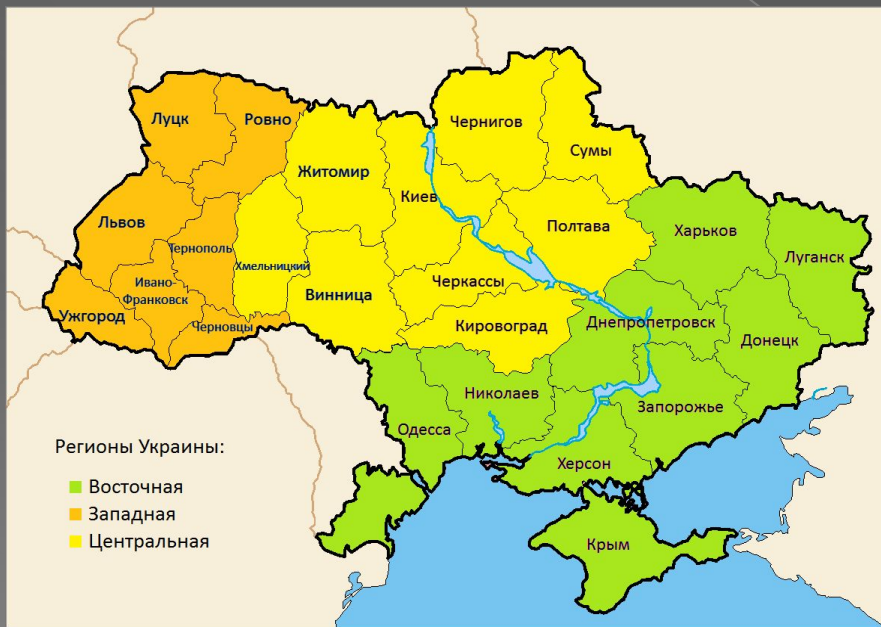 Луцк
Ровно
Чернигов
Сумы
Житомир
Киев
Львов
Тернополь
Хмельницкий
Полтава
Харьков
Луганск
Ивано-
Франковск
Винница
Черкассы
Ужгород
Черновцы
Кировоград
Днепропетровск
Донецк
Николаев
Запорожье
Одесса
Херсон
Крым
Регионы Украины:
Восточная
Западная
Центральная